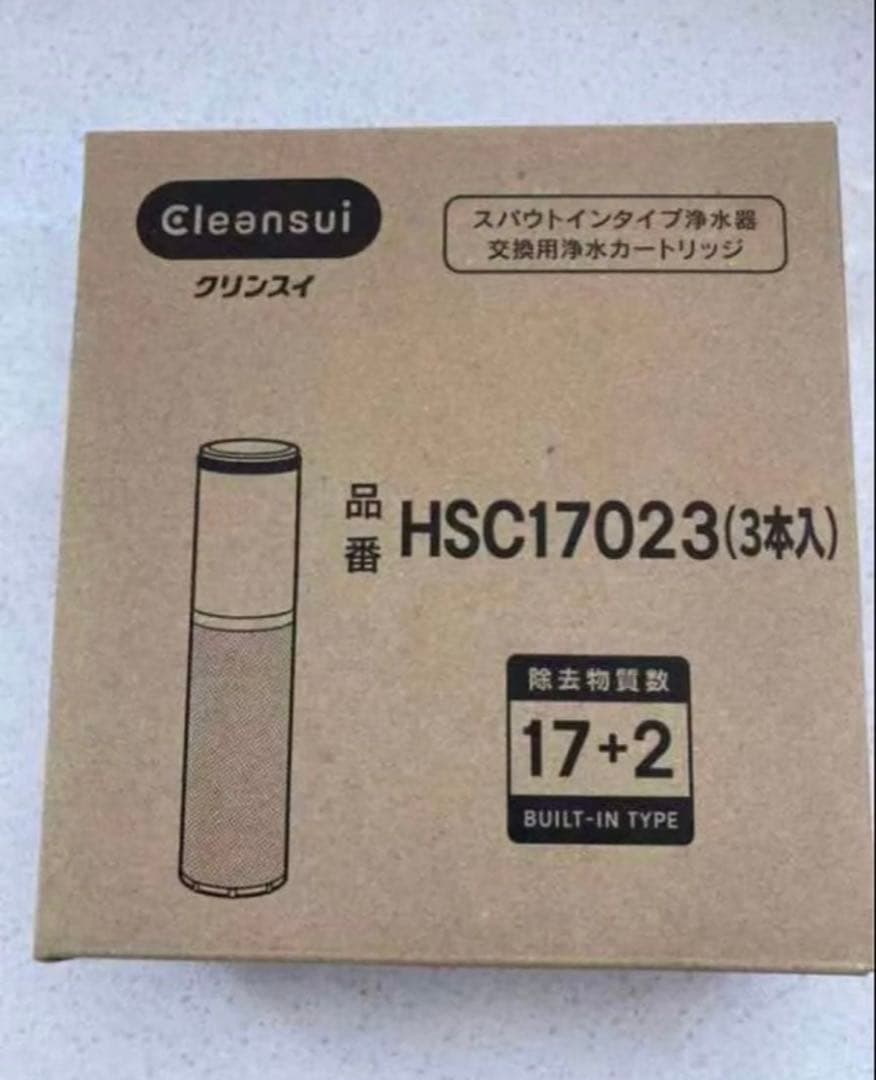 Cleansui
クリンスイ
スパウトインタイプ浄水器
交換用浄水カートリッジ
品番 HSC17023(3本入)
除去物質数
17+2
BUILT-IN TYPE